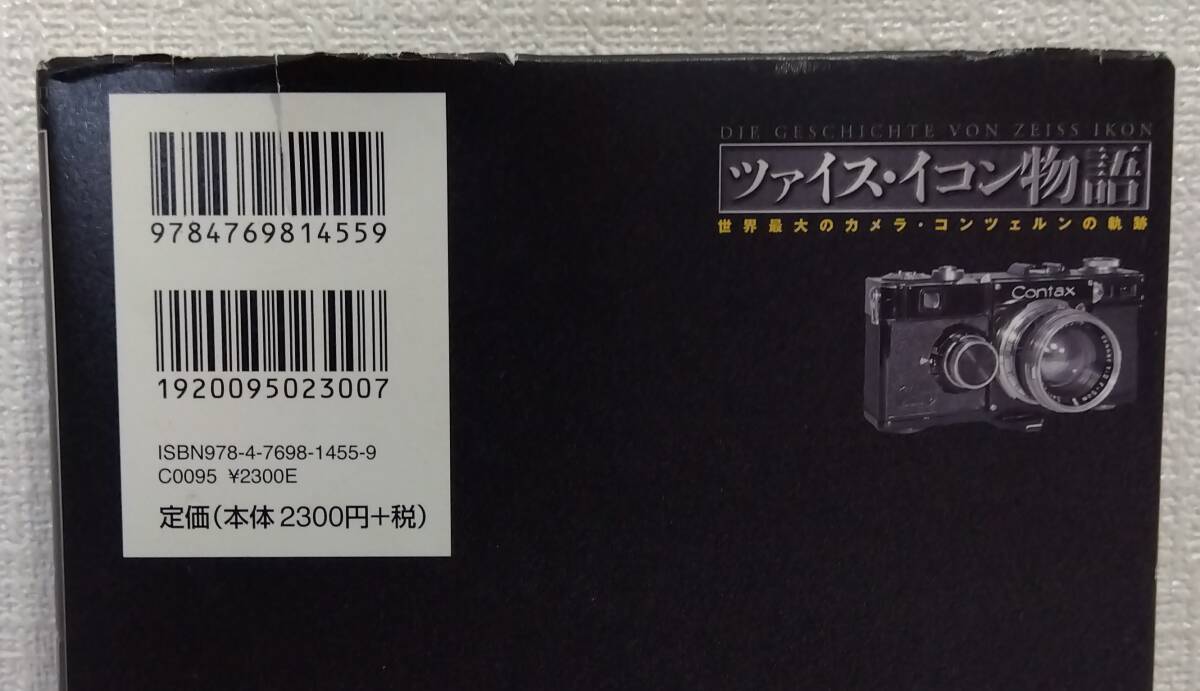 9784769814559
1920095023007
ISBN978-4-7698-1455-9
C0095 ¥2300E
定価(本体2300円+税)
DIE GESCHICHTE VON ZEISS IKON
ツァイス・イコン物語
世界最大のカメラ・コンツェルンの軌跡
Contax